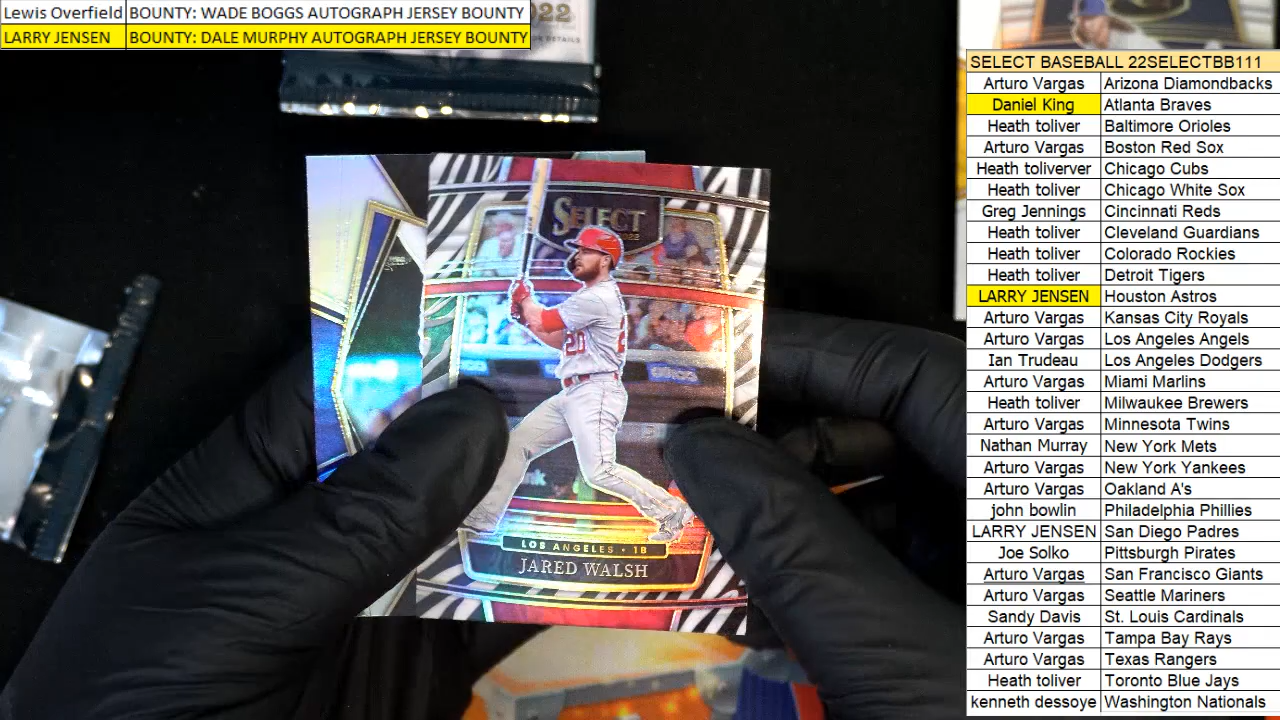 Lewis Overfield BOUNTY: WADE BOGGS AUTOGRAPH JERSEY BOUNTY
LARRY JENSEN BOUNTY: DALE MURPHY AUTOGRAPH JERSEY BOUNTY
SELECT BASEBALL 22SELECTBB111
Arturo Vargas Arizona Diamondbacks
Daniel King Atlanta Braves
Heath toliver Baltimore Orioles
Arturo Vargas Boston Red Sox
Heath toliverver Chicago Cubs
Heath toliver Chicago White Sox
Greg Jennings Cincinnati Reds
Heath toliver Cleveland Guardians
Heath toliver Colorado Rockies
Heath toliver Detroit Tigers
LARRY JENSEN Houston Astros
Arturo Vargas Kansas City Royals
Arturo Vargas Los Angeles Angels
Ian Trudeau Los Angeles Dodgers
Arturo Vargas Miami Marlins
Heath toliver Milwaukee Brewers
Arturo Vargas Minnesota Twins
Nathan Murray New York Mets
Arturo Vargas New York Yankees
Arturo Vargas Oakland A's
john bowlin Philadelphia Phillies
LARRY JENSEN San Diego Padres
Joe Solko Pittsburgh Pirates
Arturo Vargas San Francisco Giants
Arturo Vargas Seattle Mariners
Sandy Davis St. Louis Cardinals
Arturo Vargas Tampa Bay Rays
Arturo Vargas Texas Rangers
Heath toliver Toronto Blue Jays
kenneth dessoye Washington Nationals
SELECT
2022
20
LOS ANGELES • 1B
JARED WALSH